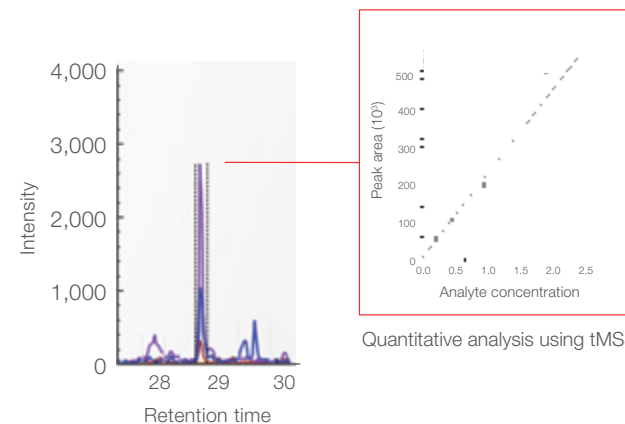 4,000
3,000
2,000
1,000
0
Intensity
28 29 30
Retention time
500
400
300
200
100
0
Peak area (10³)
0.0 0.5 1.0 1.5 2.0 2.5
Analyte concentration
Quantitative analysis using tMS